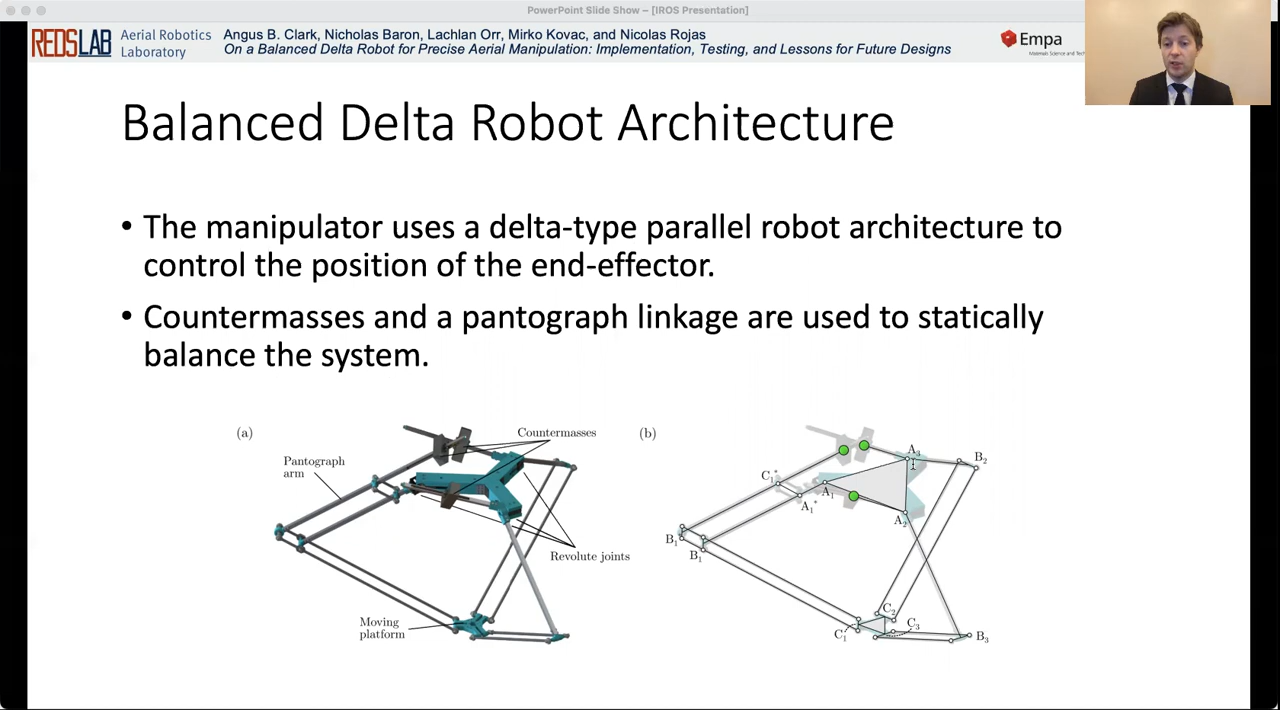 PowerPoint Slide Show – [IROS Presentation]
REDSLAB
Aerial Robotics
Laboratory
Angus B. Clark, Nicholas Baron, Lachlan Orr, Mirko Kovac, and Nicolas Rojas
On a Balanced Delta Robot for Precise Aerial Manipulation: Implementation, Testing, and Lessons for Future Designs
Empa
Materials Science and Tech
Balanced Delta Robot Architecture
• The manipulator uses a delta-type parallel robot architecture to
control the position of the end-effector.
• Countermasses and a pantograph linkage are used to statically
balance the system.
(a)
Countermasses
Pantograph
arm
Revolute joints
Moving
platform
(b)
A3
B2
C1*
A1
A1*
A2
B1*
B1
C2
C3
C1
B3